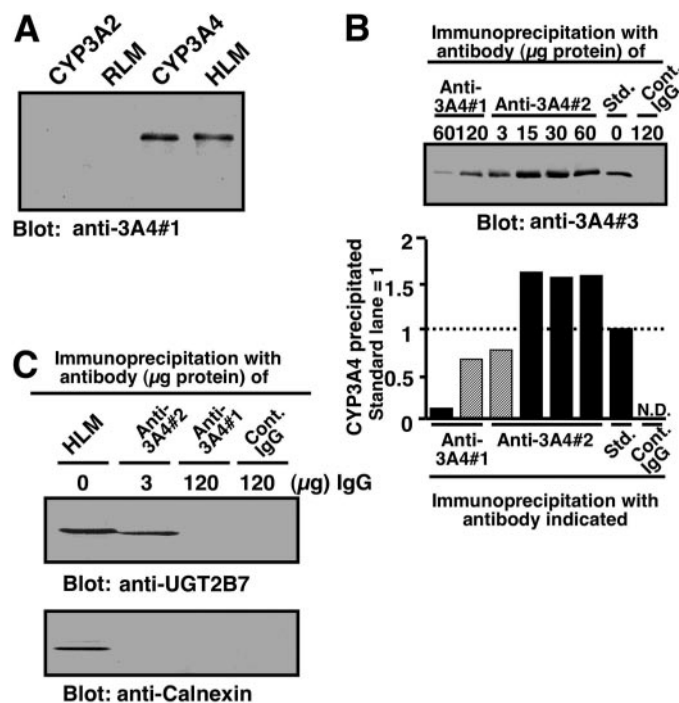 A
CYP3A2
RLM
CYP3A4
HLM
Blot: anti-3A4#1
B
Immunoprecipitation with
antibody (µg protein) of
Anti-
3A4#1
Anti-3A4#2
Std.
Cont.
IgG
60 120 3 15 30 60 0 120
Blot: anti-3A4#3
CYP3A4 precipitated
Standard lane = 1
2
1.5
1
0.5
0
N.D.
Anti-
3A4#1
Anti-3A4#2
Std.
Cont.
IgG
Immunoprecipitation with
antibody indicated
C
Immunoprecipitation with
antibody (µg protein) of
HLM
Anti-
3A4#2
Anti-
3A4#1
Cont.
IgG
0 3 120 120 (µg) IgG
Blot: anti-UGT2B7
Blot: anti-Calnexin